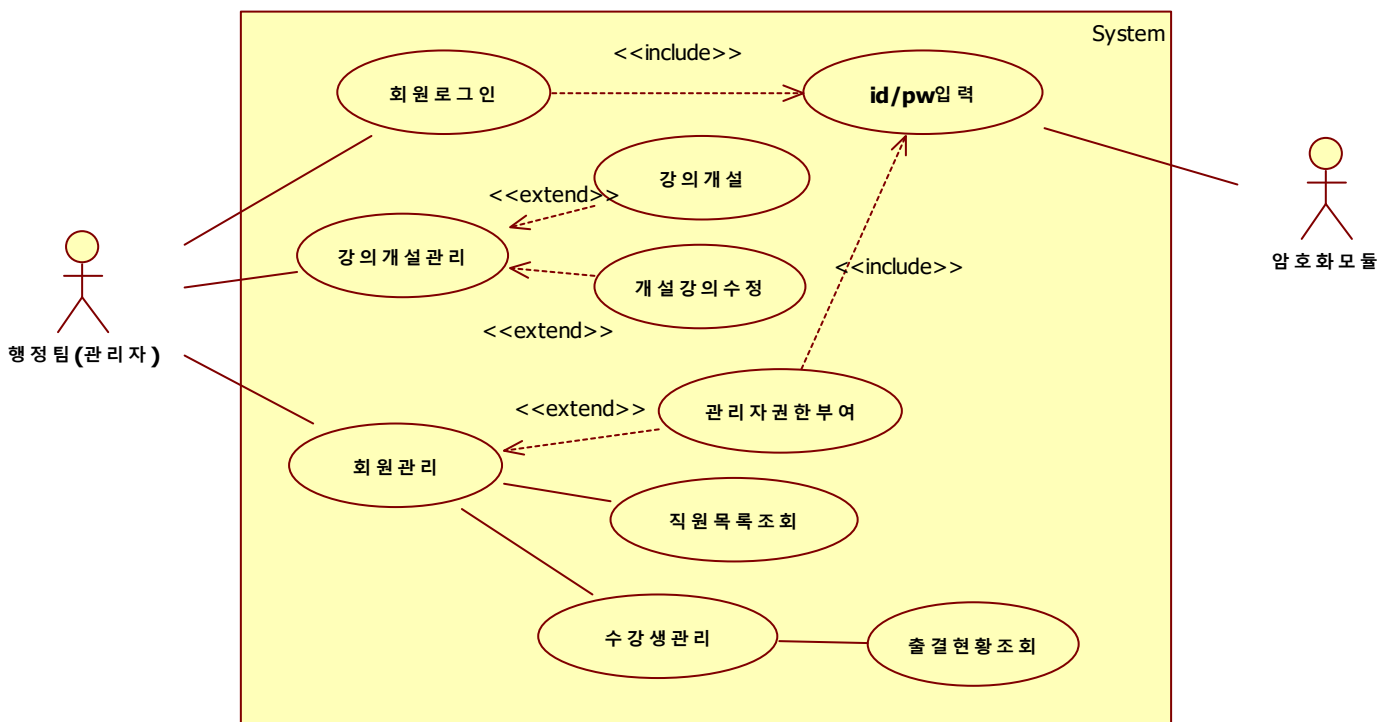 System
<<include>>
회원로그인
id/pw입력
<<extend>>
강의개설
강의개설관리
개설강의수정
<<include>>
암호화모듈
<<extend>>
행정팀(관리자)
<<extend>>
관리자권한부여
회원관리
직원목록조회
수강생관리
출결현황조회